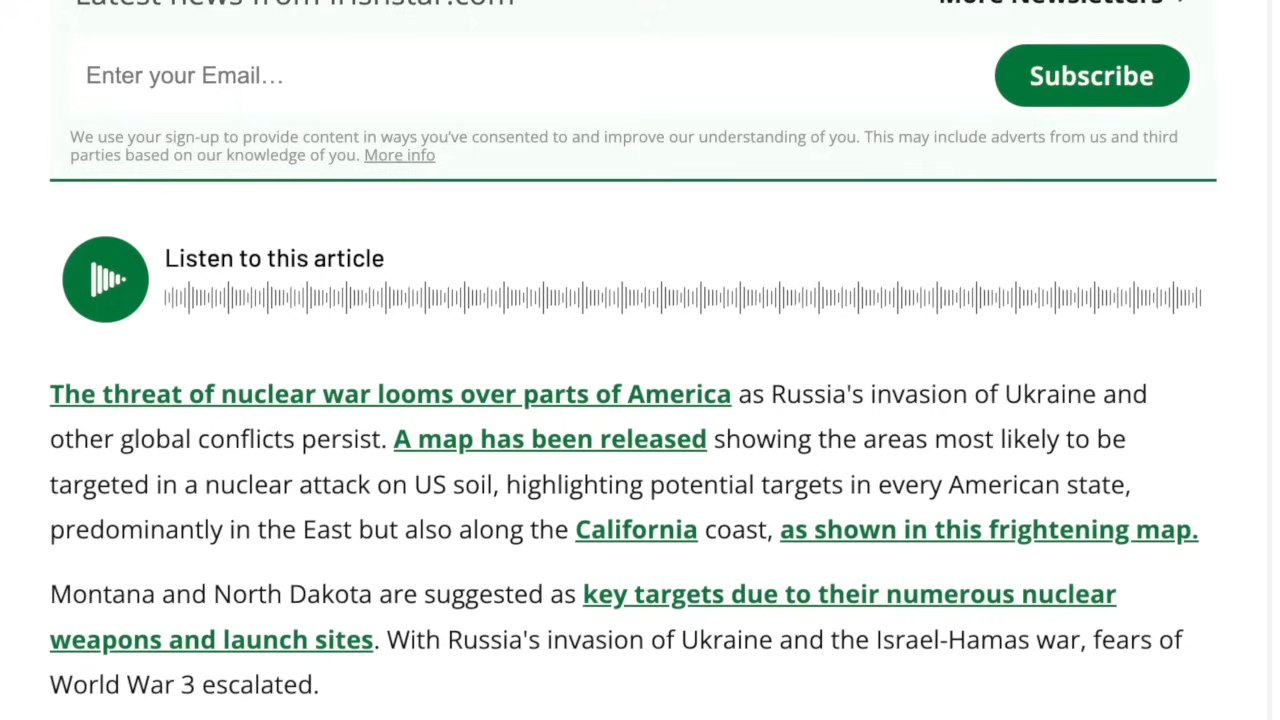 Latest news from irishstar.com
More Newsletters
Enter your Email…
Subscribe
We use your sign-up to provide content in ways you've consented to and improve our understanding of you. This may include adverts from us and third
parties based on our knowledge of you. More info
Listen to this article
The threat of nuclear war looms over parts of America as Russia's invasion of Ukraine and
other global conflicts persist. A map has been released showing the areas most likely to be
targeted in a nuclear attack on US soil, highlighting potential targets in every American state,
predominantly in the East but also along the California coast, as shown in this frightening map.
Montana and North Dakota are suggested as key targets due to their numerous nuclear
weapons and launch sites. With Russia's invasion of Ukraine and the Israel-Hamas war, fears of
World War 3 escalated.